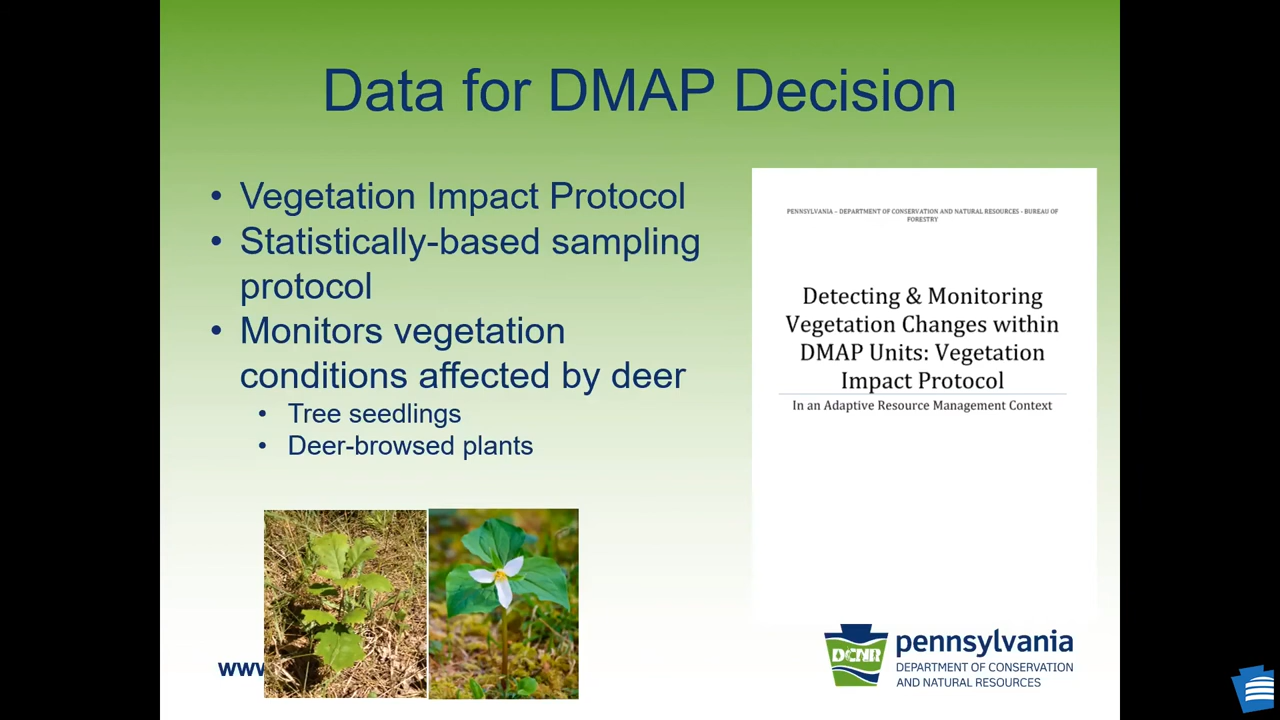 Data for DMAP Decision
• Vegetation Impact Protocol
• Statistically-based sampling
protocol
• Monitors vegetation
conditions affected by deer
• Tree seedlings
• Deer-browsed plants
PENNSYLVANIA – DEPARTMENT OF CONSERVATION AND NATURAL RESOURCES - BUREAU OF
FORESTRY
Detecting & Monitoring
Vegetation Changes within
DMAP Units: Vegetation
Impact Protocol
In an Adaptive Resource Management Context
www
DCNR
pennsylvania
DEPARTMENT OF CONSERVATION
AND NATURAL RESOURCES